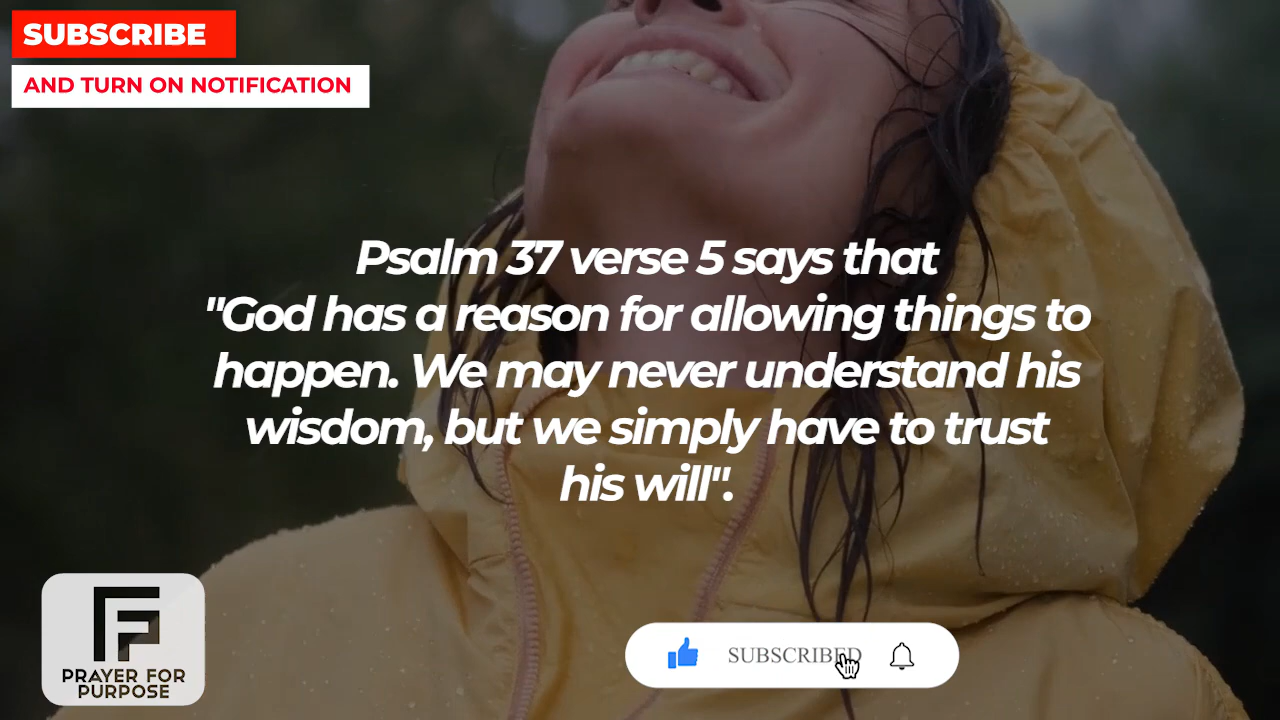 SUBSCRIBE
AND TURN ON NOTIFICATION
Psalm 37 verse 5 says that
"God has a reason for allowing things to
happen. We may never understand his
wisdom, but we simply have to trust
his will".
PRAYER FOR
PURPOSE
SUBSCRIBED